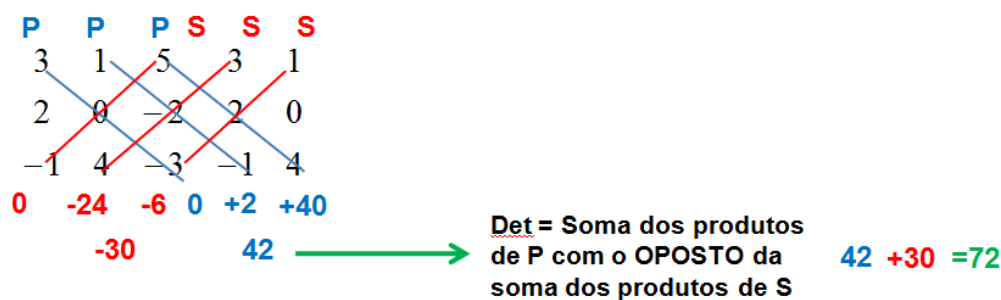 P P P S S S
3 1 5 3 1
2 0 −2 2 0
−1 4 −3 −1 4
0 -24 -6 0 +2 +40
-30 42
Det = Soma dos produtos
de P com o OPOSTO da
soma dos produtos de S
42 +30 =72